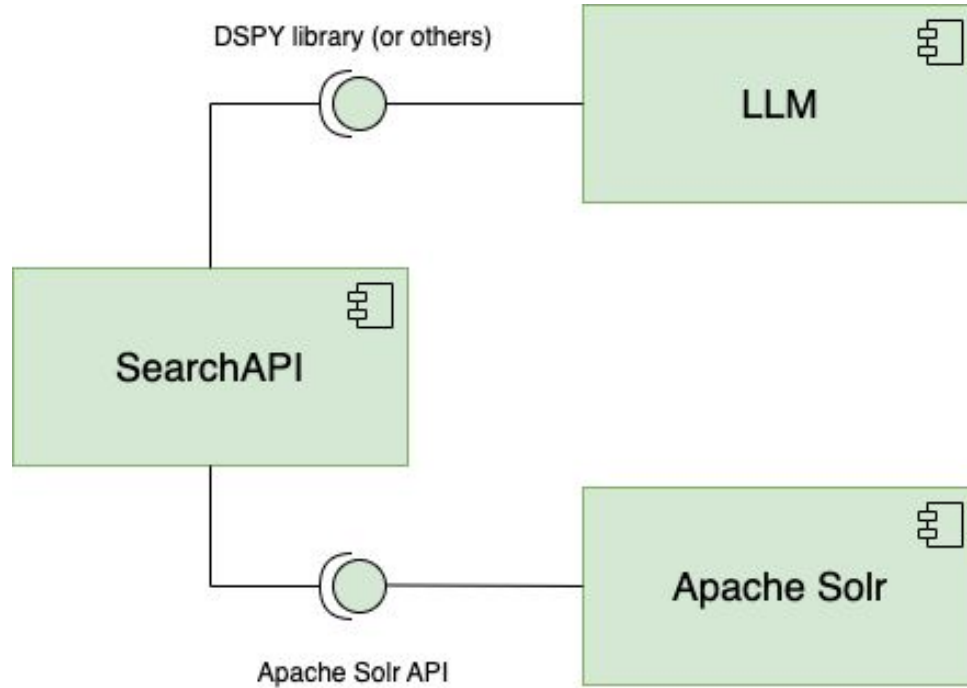 DSPY library (or others)
LLM
SearchAPI
Apache Solr
Apache Solr API